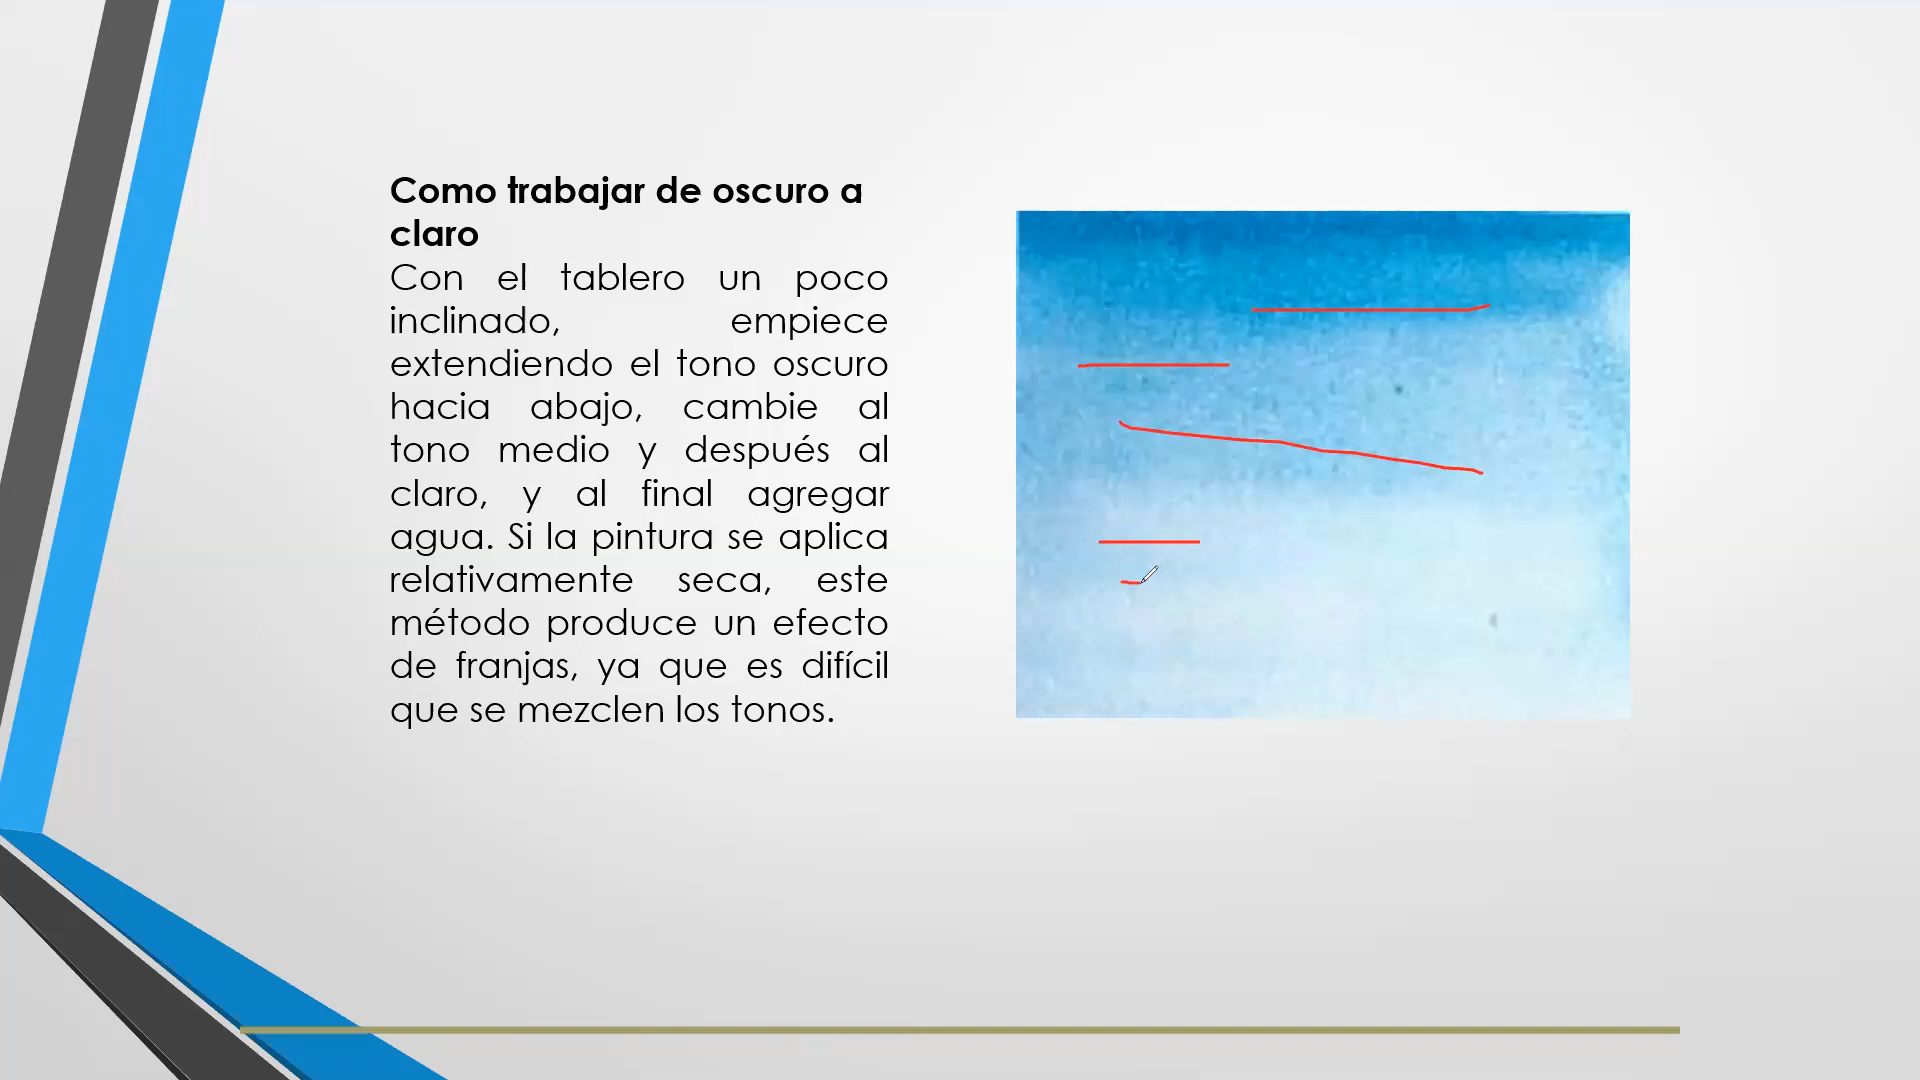 Como trabajar de oscuro a
claro
Con el tablero un poco
inclinado, empiece
extendiendo el tono oscuro
hacia abajo, cambie al
tono medio y después al
claro, y al final agregar
agua. Si la pintura se aplica
relativamente seca, este
método produce un efecto
de franjas, ya que es difícil
que se mezclen los tonos.